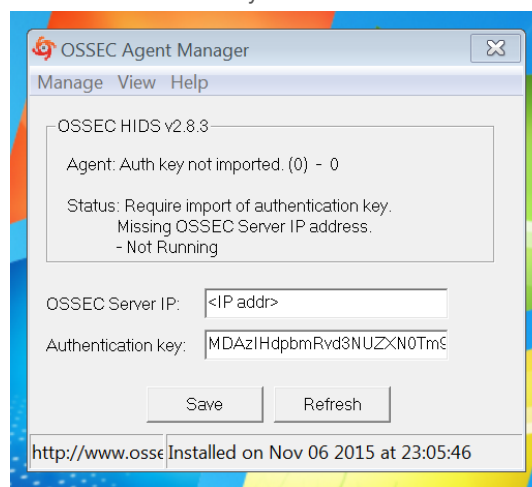 OSSEC Agent Manager
Manage View Help
OSSEC HIDS v2.8.3
Agent: Auth key not imported. (0) - 0
Status: Require import of authentication key.
Missing OSSEC Server IP address.
- Not Running
OSSEC Server IP: <IP addr>
Authentication key: MDAzIHdpbmRvd3NUZXN0Tm9
Save Refresh
http://www.osse Installed on Nov 06 2015 at 23:05:46